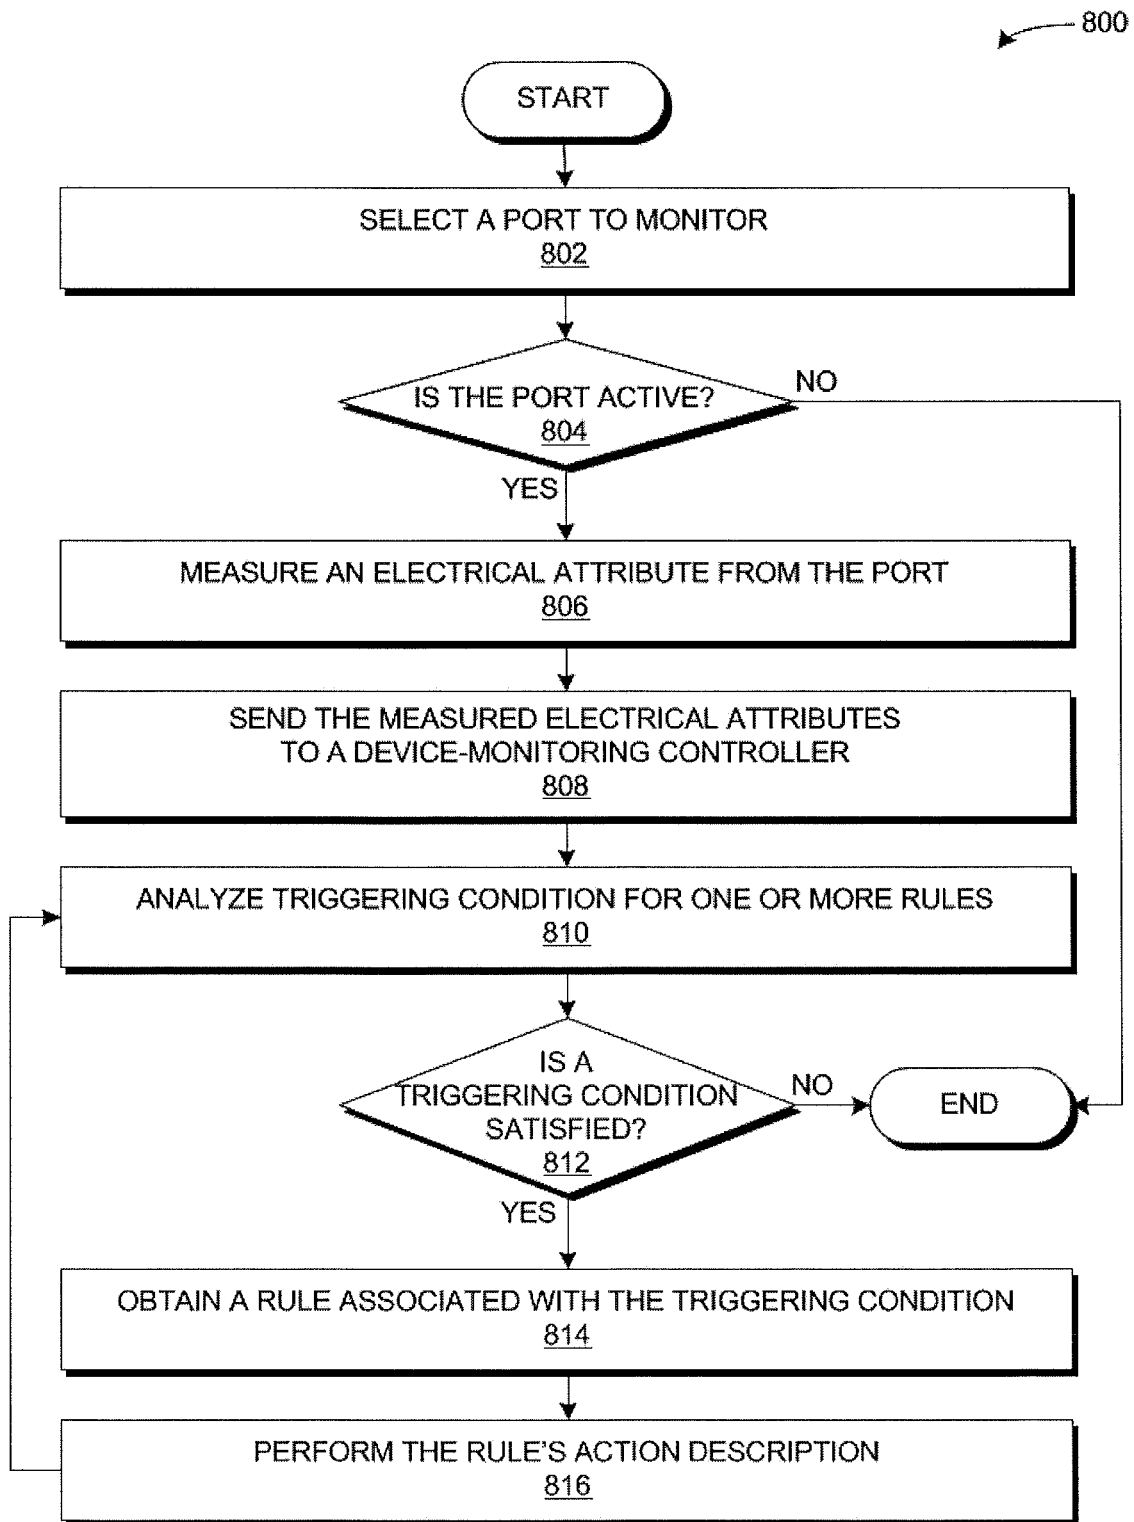 800
START
SELECT A PORT TO MONITOR
802
IS THE PORT ACTIVE?
804
NO
YES
MEASURE AN ELECTRICAL ATTRIBUTE FROM THE PORT
806
SEND THE MEASURED ELECTRICAL ATTRIBUTES
TO A DEVICE-MONITORING CONTROLLER
808
ANALYZE TRIGGERING CONDITION FOR ONE OR MORE RULES
810
IS A
TRIGGERING CONDITION
SATISFIED?
812
NO
END
YES
OBTAIN A RULE ASSOCIATED WITH THE TRIGGERING CONDITION
814
PERFORM THE RULE'S ACTION DESCRIPTION
816